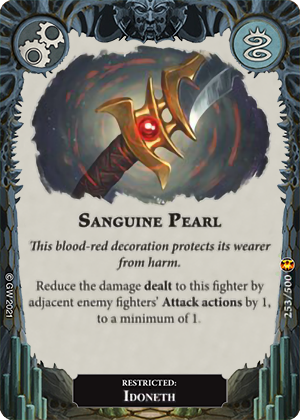 SANGUINE PEARL
This blood-red decoration protects its wearer
from harm.
Reduce the damage dealt to this fighter by
adjacent enemy fighters' Attack actions by 1,
to a minimum of 1.
© GW 2021
253/500
RESTRICTED:
IDONETH